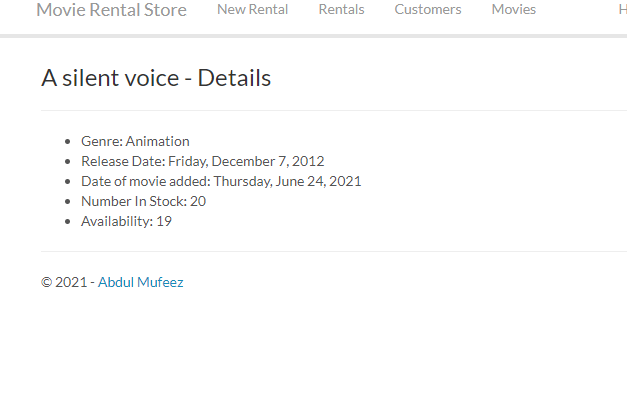 Movie Rental Store New Rental Rentals Customers Movies H
A silent voice - Details
Genre: Animation
Release Date: Friday, December 7, 2012
Date of movie added: Thursday, June 24, 2021
Number In Stock: 20
Availability: 19
© 2021 - Abdul Mufeez